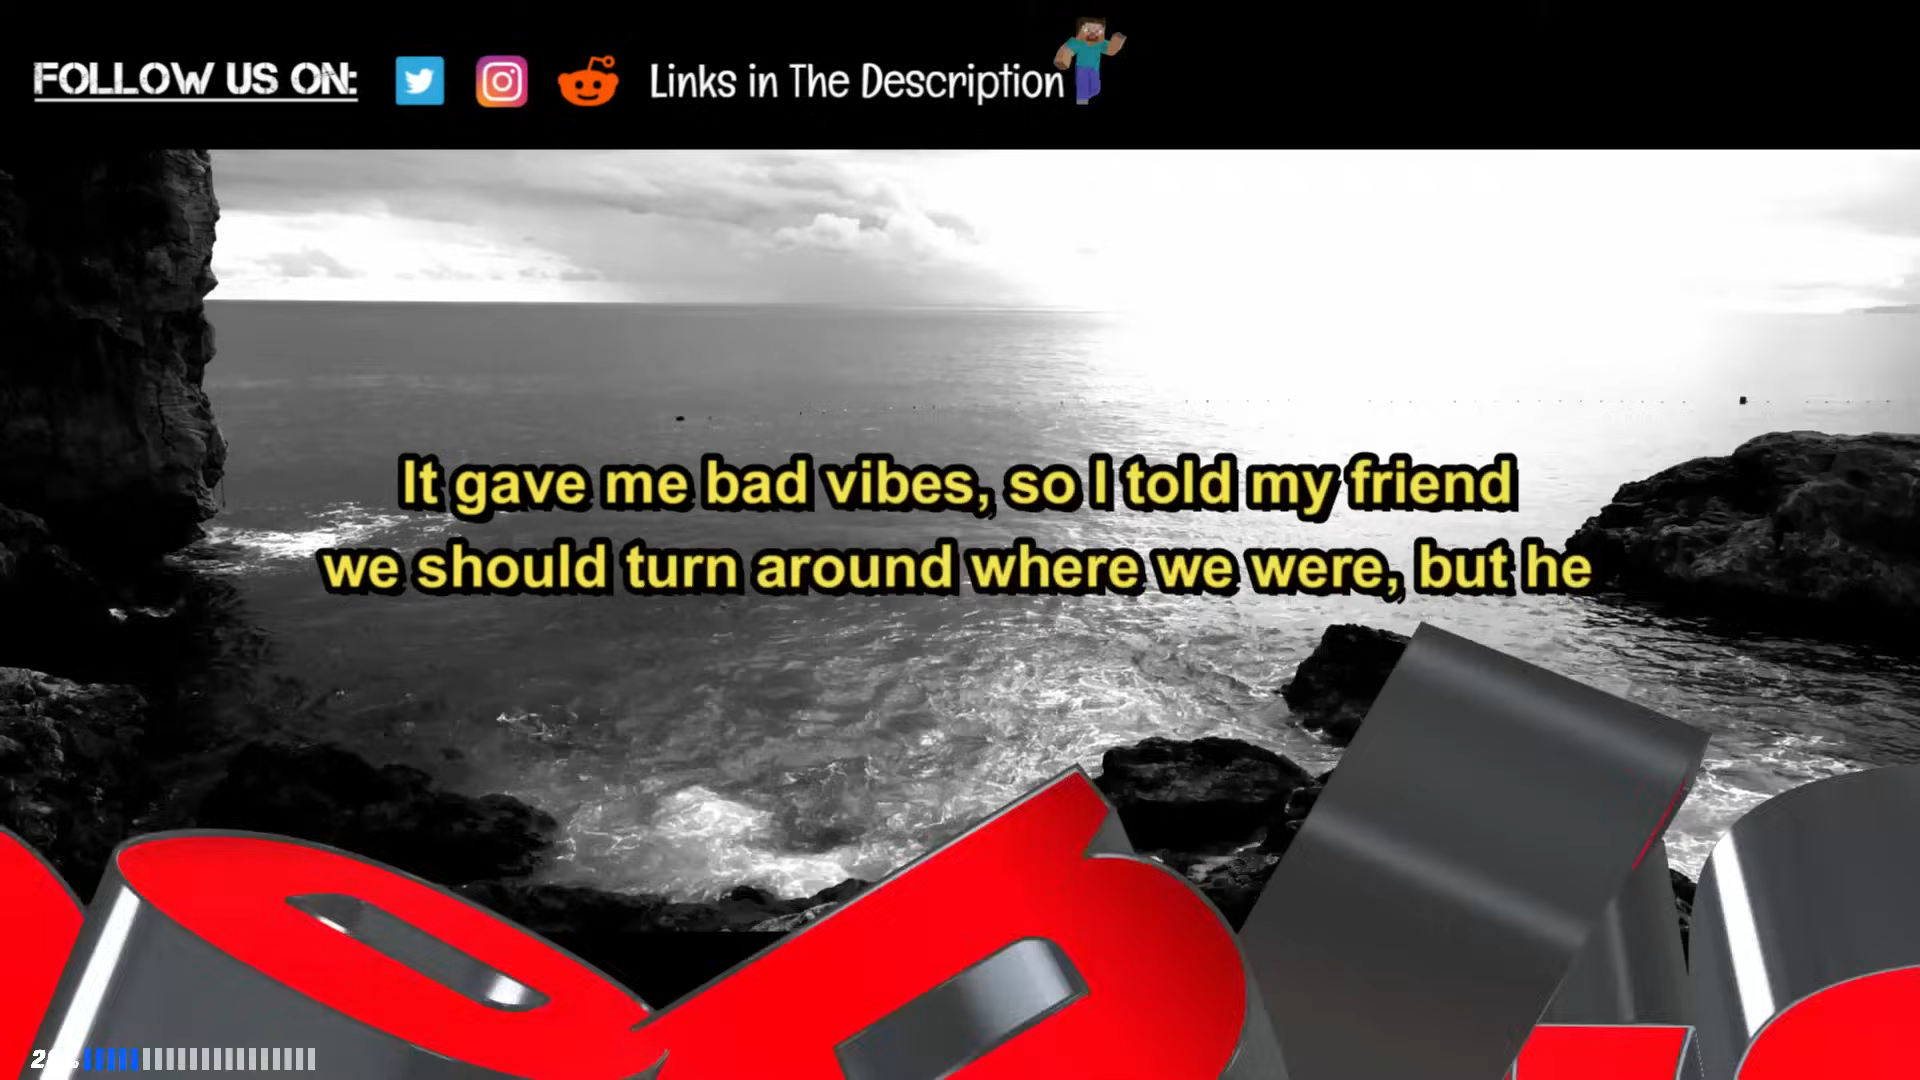 FOLLOW US ON:
Links in The Description
It gave me bad vibes, so I told my friend
we should turn around where we were, but he